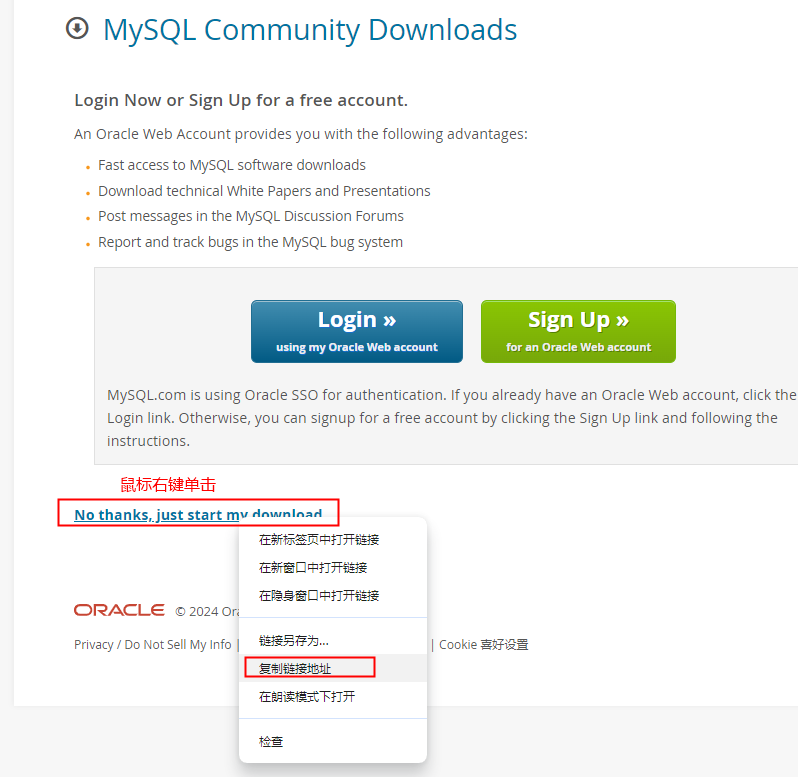 MySQL Community Downloads
Login Now or Sign Up for a free account.
An Oracle Web Account provides you with the following advantages:
Fast access to MySQL software downloads
Download technical White Papers and Presentations
Post messages in the MySQL Discussion Forums
Report and track bugs in the MySQL bug system
Login »
using my Oracle Web account
Sign Up »
for an Oracle Web account
MySQL.com is using Oracle SSO for authentication. If you already have an Oracle Web account, click the
Login link. Otherwise, you can signup for a free account by clicking the Sign Up link and following the
instructions.
鼠标右键单击
No thanks, just start my download.
在新标签页中打开链接
在新窗口中打开链接
在隐身窗口中打开链接
链接另存为...
复制链接地址
在朗读模式下打开
检查
ORACLE © 2024 Ora
Privacy / Do Not Sell My Info | | Cookie 喜好设置